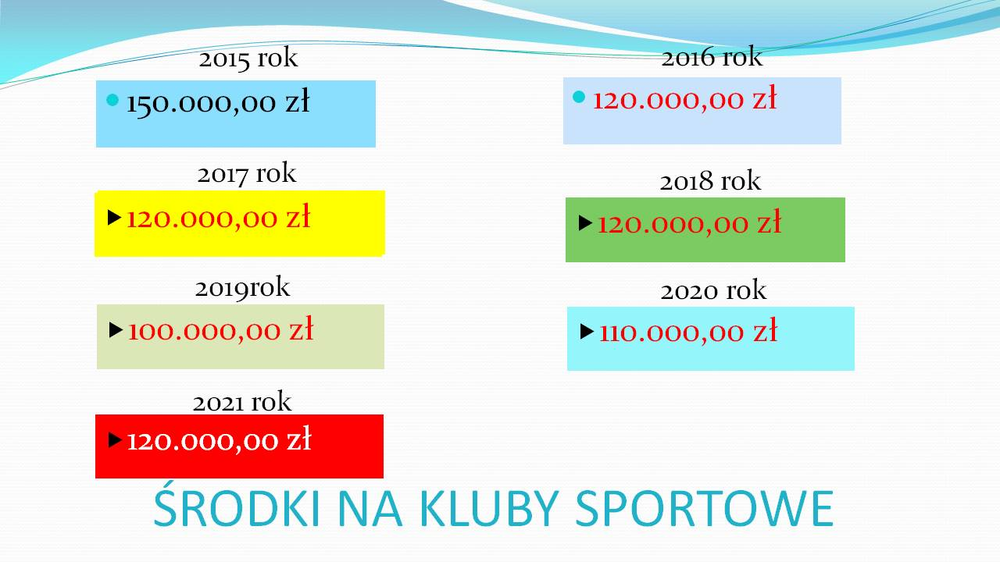 2015 rok
150.000,00 zł
2016 rok
120.000,00 zł
2017 rok
120.000,00 zł
2018 rok
120.000,00 zł
2019rok
100.000,00 zł
2020 rok
110.000,00 zł
2021 rok
120.000,00 zł
ŚRODKI NA KLUBY SPORTOWE